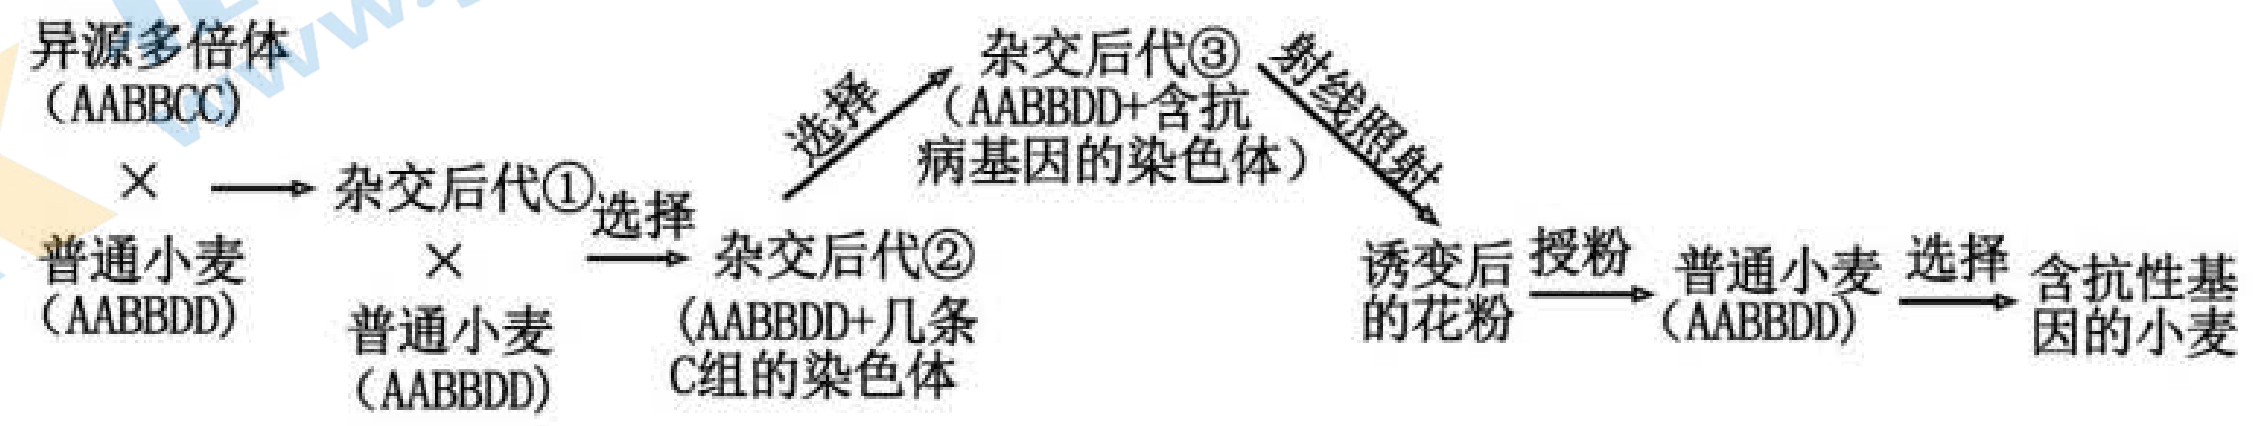 异源多倍体
(AABBCC)
×
普通小麦
(AABBDD)
杂交后代①
×
普通小麦
(AABBDD)
选择
杂交后代②
(AABBDD+几条
C组的染色体
选择
杂交后代③
(AABBDD+含抗
病基因的染色体)
射线照射
诱变后
的花粉
授粉
普通小麦
(AABBDD)
选择
含抗性基
因的小麦